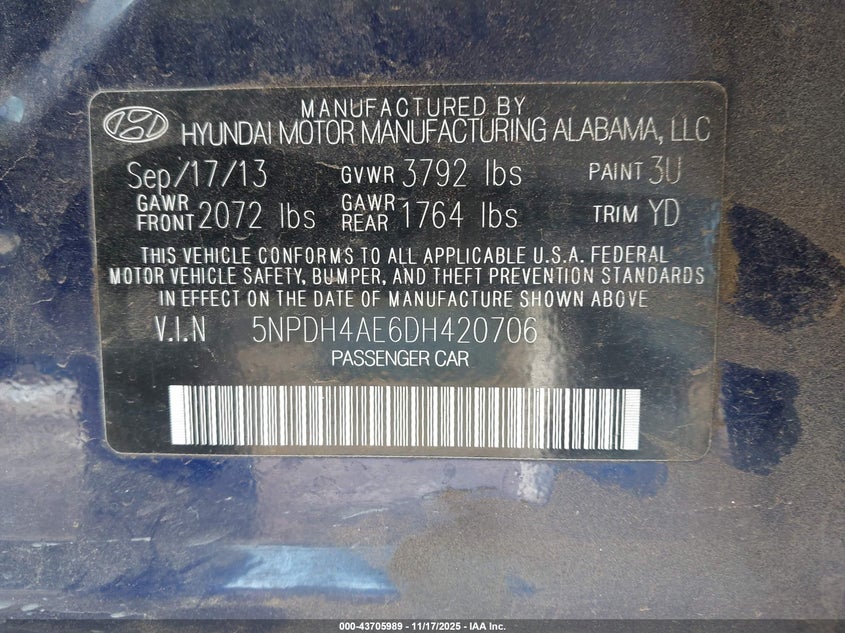 MANUFACTURED BY
HYUNDAI MOTOR MANUFACTURING ALABAMA, LLC
Sep/17/13 GVWR 3792 lbs PAINT 3U
GAWR FRONT 2072 lbs GAWR REAR 1764 lbs TRIM YD
THIS VEHICLE CONFORMS TO ALL APPLICABLE U.S.A. FEDERAL
MOTOR VEHICLE SAFETY, BUMPER, AND THEFT PREVENTION STANDARDS
IN EFFECT ON THE DATE OF MANUFACTURE SHOWN ABOVE
V.I.N 5NPDH4AE6DH420706
PASSENGER CAR
000-43705989 - 11/17/2025 - IAA Inc.